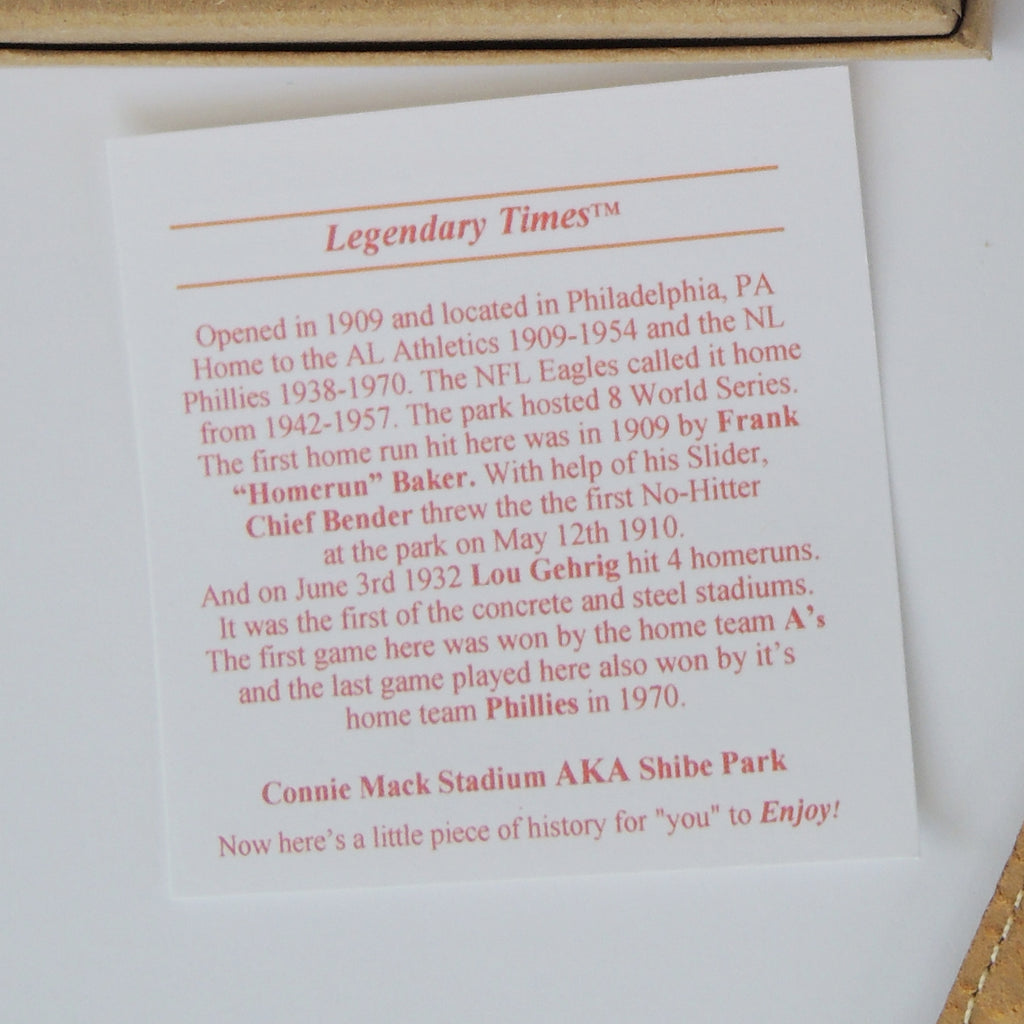 Legendary Times™
Opened in 1909 and located in Philadelphia, PA
Home to the AL Athletics 1909-1954 and the NL
Phillies 1938-1970. The NFL Eagles called it home
from 1942-1957. The park hosted 8 World Series.
The first home run hit here was in 1909 by Frank
“Homerun” Baker. With help of his Slider,
Chief Bender threw the the first No-Hitter
at the park on May 12th 1910.
And on June 3rd 1932 Lou Gehrig hit 4 homeruns.
It was the first of the concrete and steel stadiums.
The first game here was won by the home team A’s
and the last game played here also won by it’s
home team Phillies in 1970.
Connie Mack Stadium AKA Shibe Park
Now here’s a little piece of history for "you" to Enjoy!